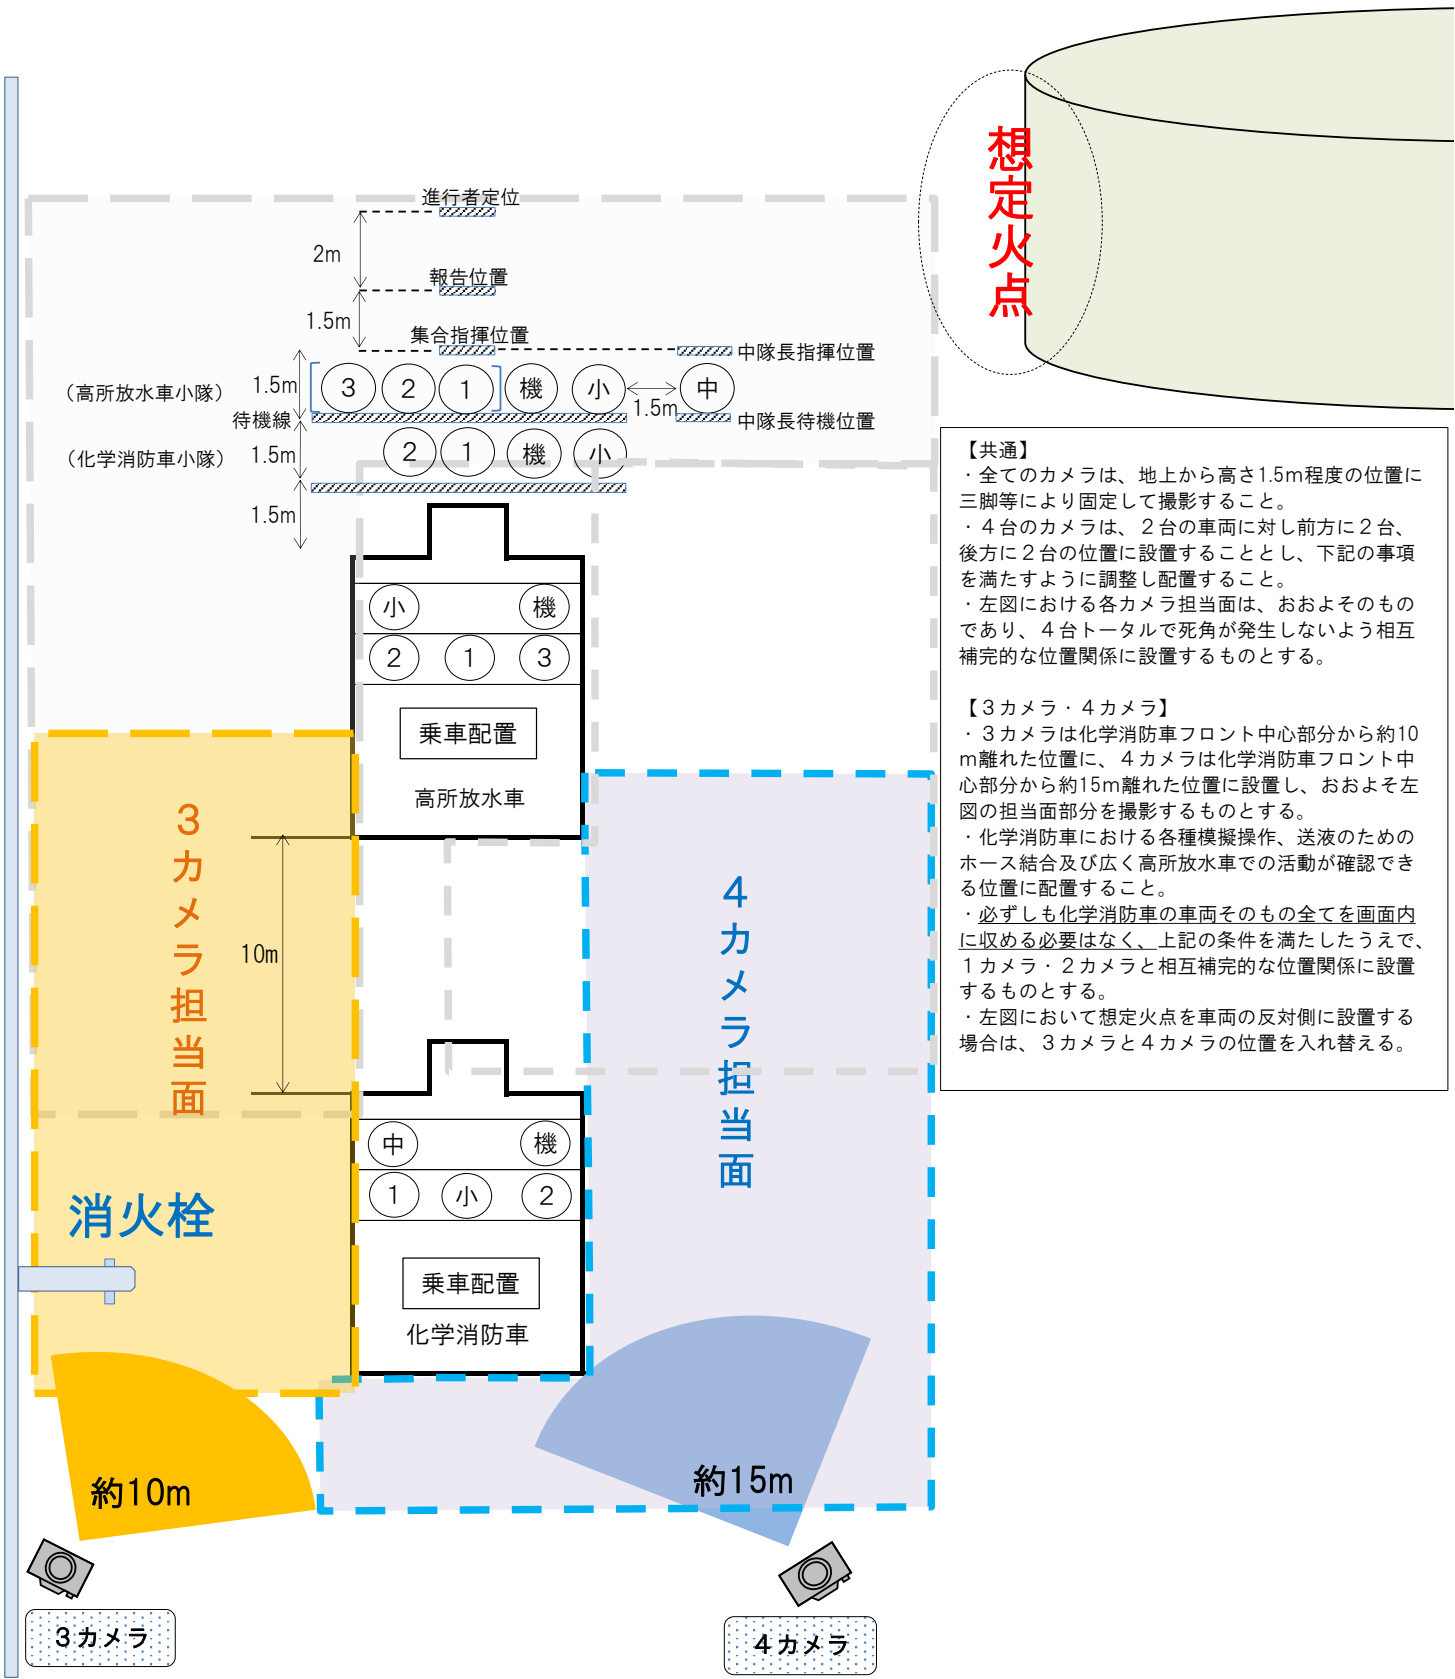 想定火点
進行者定位
2m
報告位置
1.5m
集合指揮位置
中隊長指揮位置
（高所放水車小隊）
1.5m
3 2 1 機 小
1.5m
中
待機線
中隊長待機位置
（化学消防車小隊）
1.5m
2 1 機 小
1.5m
小 機
2 1 3
乗車配置
高所放水車
3カメラ担当面
10m
4カメラ担当面
中 機
1 小 2
乗車配置
化学消防車
消火栓
約10m
約15m
3カメラ
4カメラ
【共通】
・全てのカメラは、地上から高さ1.5m程度の位置に
三脚等により固定して撮影すること。
・４台のカメラは、２台の車両に対し前方に２台、
後方に２台の位置に設置することとし、下記の事項
を満たすように調整し配置すること。
・左図における各カメラ担当面は、おおよそのもの
であり、４台トータルで死角が発生しないよう相互
補完的な位置関係に設置するものとする。
【３カメラ・４カメラ】
・３カメラは化学消防車フロント中心部分から約10
m離れた位置に、４カメラは化学消防車フロント中
心部分から約15m離れた位置に設置し、おおよそ左
図の担当面部分を撮影するものとする。
・化学消防車における各種模擬操作、送液のための
ホース結合及び広く高所放水車での活動が確認でき
る位置に配置すること。
・必ずしも化学消防車の車両そのもの全てを画面内
に収める必要はなく、上記の条件を満たしたうえで、
１カメラ・２カメラと相互補完的な位置関係に設置
するものとする。
・左図において想定火点を車両の反対側に設置する
場合は、３カメラと４カメラの位置を入れ替える。